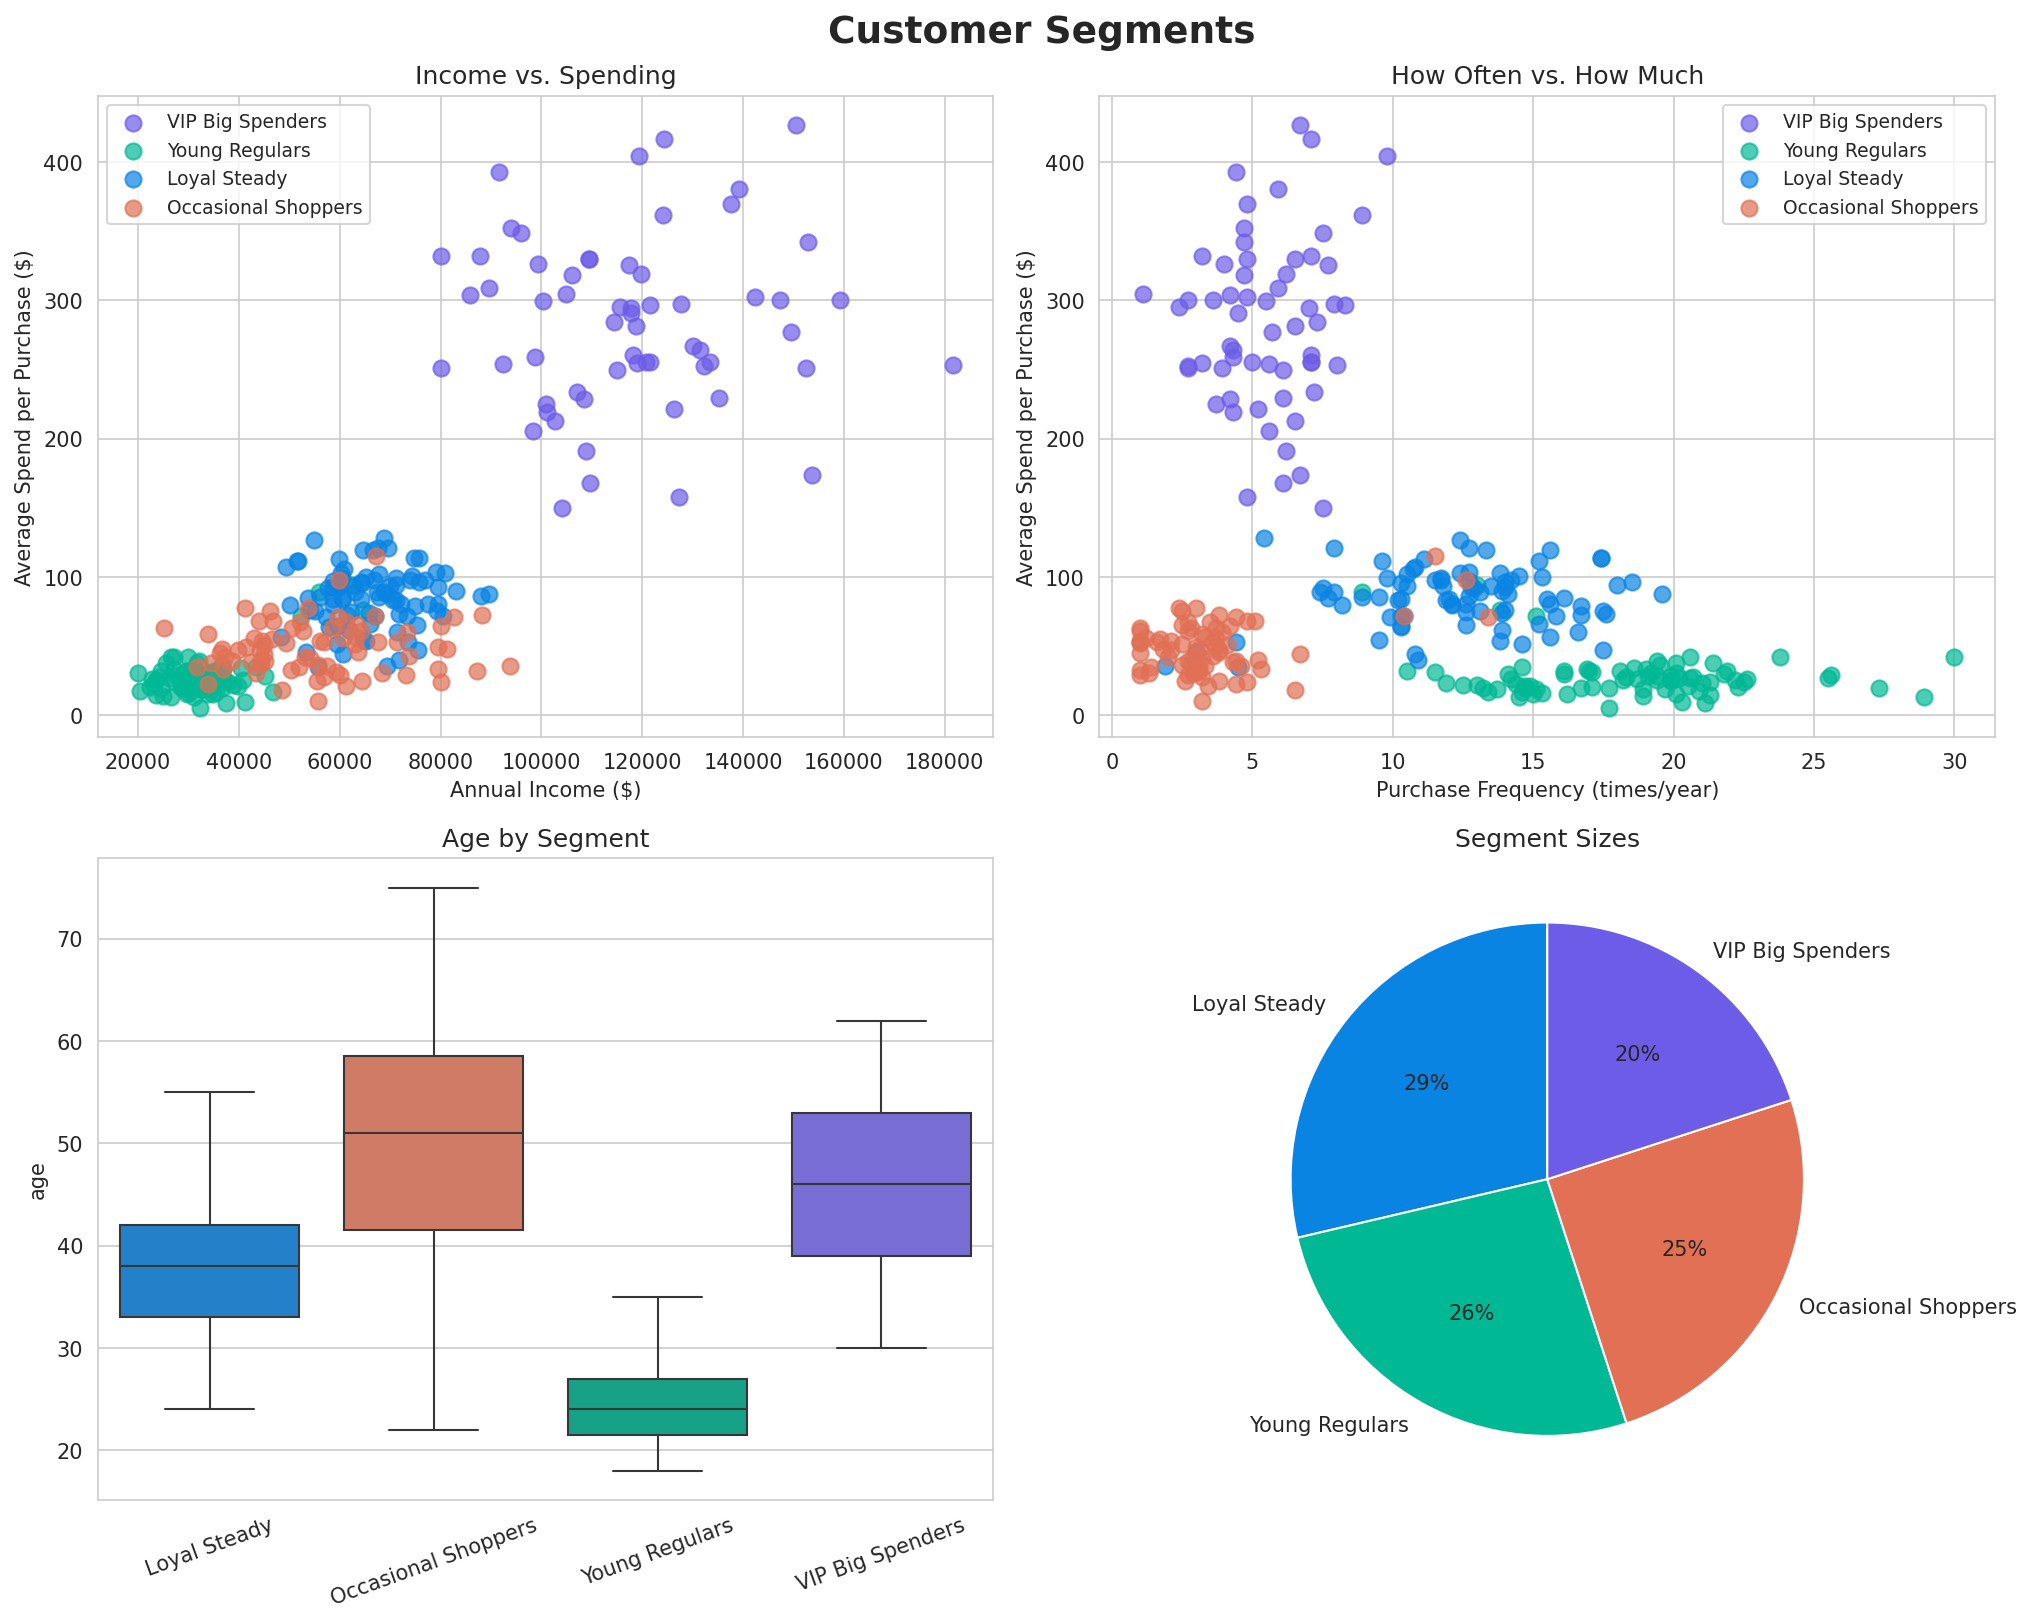 Customer Segments
Income vs. Spending
VIP Big Spenders
Young Regulars
Loyal Steady
Occasional Shoppers
400
300
200
100
0
Average Spend per Purchase ($)
20000 40000 60000 80000 100000 120000 140000 160000 180000
Annual Income ($)
How Often vs. How Much
VIP Big Spenders
Young Regulars
Loyal Steady
Occasional Shoppers
400
300
200
100
0
Average Spend per Purchase ($)
0 5 10 15 20 25 30
Purchase Frequency (times/year)
Age by Segment
70
60
50
40
30
20
age
Loyal Steady Occasional Shoppers Young Regulars VIP Big Spenders
Segment Sizes
VIP Big Spenders
Loyal Steady
20%
29%
25%
26%
Occasional Shoppers
Young Regulars